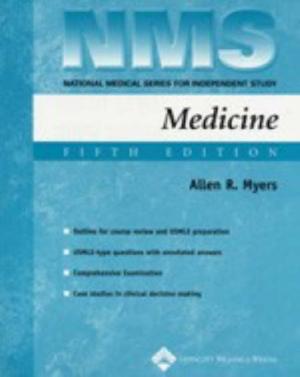 NMS
NATIONAL MEDICAL SERIES FOR INDEPENDENT STUDY
Medicine
FIFTH EDITION
Allen R. Myers
Outline for course review and USMLE preparation
USMLE-type questions with annotated answers
Comprehensive Examination
Case studies in clinical decision making
LIPPINCOTT WILLIAMS & WILKINS